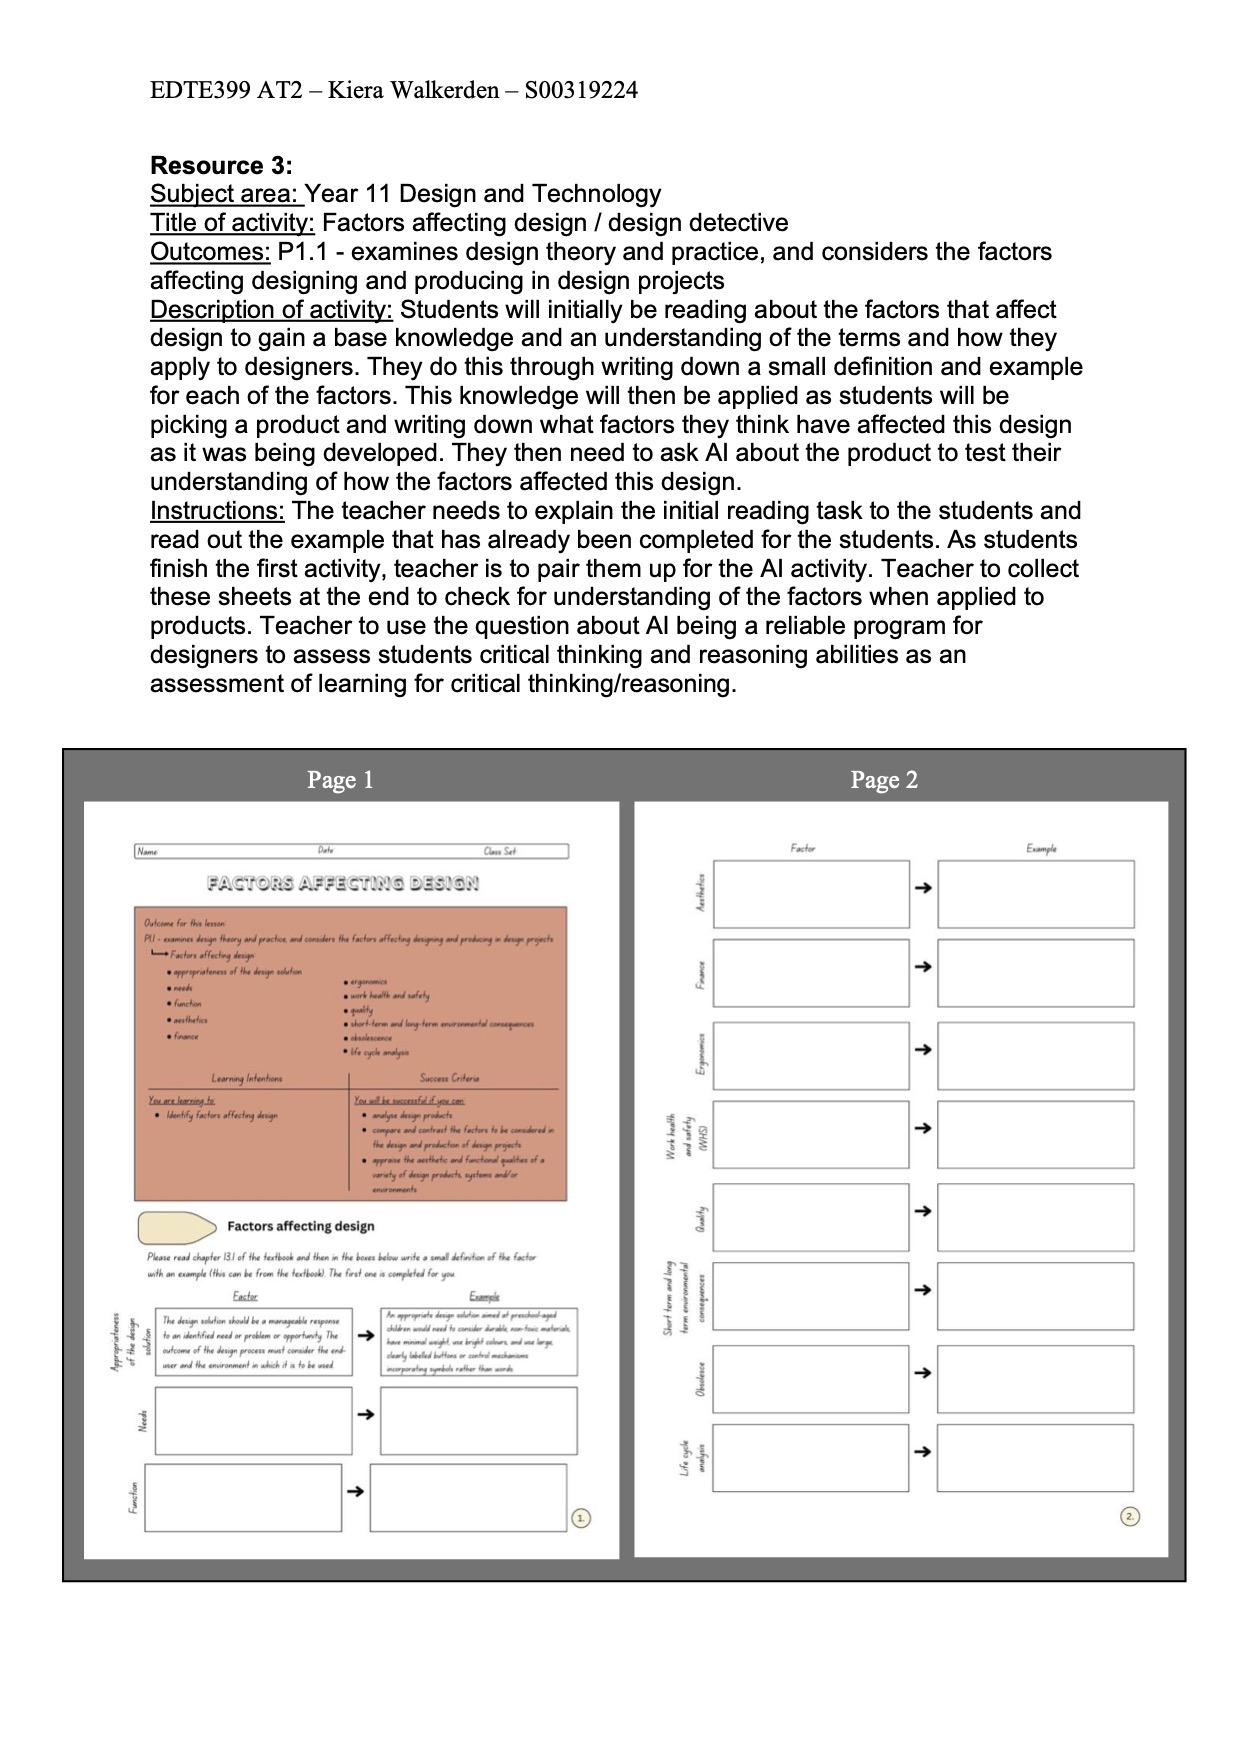 EDTE399 AT2 – Kiera Walkerden – S00319224
Resource 3:
Subject area: Year 11 Design and Technology
Title of activity: Factors affecting design / design detective
Outcomes: P1.1 - examines design theory and practice, and considers the factors
affecting designing and producing in design projects
Description of activity: Students will initially be reading about the factors that affect
design to gain a base knowledge and an understanding of the terms and how they
apply to designers. They do this through writing down a small definition and example
for each of the factors. This knowledge will then be applied as students will be
picking a product and writing down what factors they think have affected this design
as it was being developed. They then need to ask AI about the product to test their
understanding of how the factors affected this design.
Instructions: The teacher needs to explain the initial reading task to the students and
read out the example that has already been completed for the students. As students
finish the first activity, teacher is to pair them up for the AI activity. Teacher to collect
these sheets at the end to check for understanding of the factors when applied to
products. Teacher to use the question about AI being a reliable program for
designers to assess students critical thinking and reasoning abilities as an
assessment of learning for critical thinking/reasoning.
Page 1
Name Date Class Set
FACTORS AFFECTING DESIGN
Outcome for this lesson:
P1.1 - examines design theory and practice, and considers the factors affecting designing and producing in design projects
Factors affecting design:
• appropriateness of the design solution
• needs
• function
• aesthetics
• finance
• ergonomics
• work health and safety
• quality
• short-term and long-term environmental consequences
• obsolescence
• life cycle analysis
Learning Intentions
You are learning to:
• Identify factors affecting design
Success Criteria
You will be successful if you can:
• analyse design products
• compare and contrast the factors to be considered in
the design and production of design projects
• appraise the aesthetic and functional qualities of a
variety of design products, systems and/or
environments
Factors affecting design
Please read chapter 13.1 of the textbook and then in the boxes below write a small definition of the factor
with an example (this can be from the textbook). The first one is completed for you.
Factor
Example
Appropriateness
of the design
solution
The design solution should be a manageable response
to an identified need or problem or opportunity. The
outcome of the design process must consider the end-
user and the environment in which it is to be used.
An appropriate design solution aimed at preschool-aged
children would need to consider durable, non-toxic materials,
have minimal weight, use bright colours, and use large,
clearly labelled buttons or control mechanisms
incorporating symbols rather than words.
Needs
Function
1.
Page 2
Factor
Example
Aesthetics
Finance
Ergonomics
Work health
and safety
(WHS)
Quality
Short term and long
term environmental
consequences
Obsolesce
Life cycle
analysis
2.